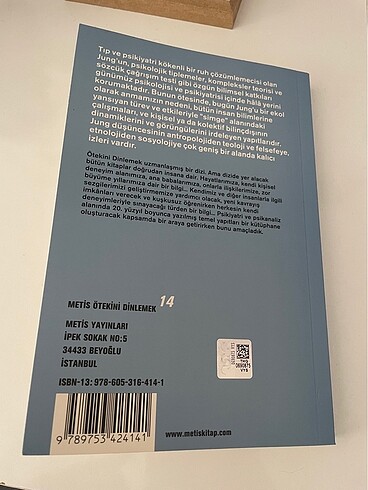 Tıp ve psikiyatri kökenli bir ruh çözümlemecisi olan
Jung'un, psikolojik tiplemeler, kompleksler teorisi ve
sözcük çağrışım testi gibi özgün bilimsel katkıları
günümüz psikolojisi ve psikiyatrisi içinde hâlâ yerini
korumaktadır. Bunun ötesinde, bugün Jung'u bir ekol
olarak anmamızın nedeni, bütün insan bilimlerine
yansıyan türev ve etkileriyle "simge" alanındaki
çalışmaları, ve kişisel ya da kolektif bilinçdışının
dinamiklerini ve görüngülerini irdeleyen yapıtlarıdır.
Jung düşüncesinin antropolojiden teoloji ve felsefeye,
etnolojiden sosyolojiye çok geniş bir alanda kalıcı
izleri vardır.
Ötekini Dinlemek uzmanlaşmış bir dizi. Ama dizide yer alacak
bütün kitaplar doğrudan insana dair. Hayatlarımıza, kendi kişisel
deneyim alanımıza, ana babalarımıza, onlarla ilişkilerimize, zor
büyüme yıllarımıza dair bir bilgi... Kendimiz ve diğer insanlarla ilgili
sezgilerimizi geliştirmemize yardımcı olacak, yeni kavrayış
imkânları verecek ve kuşkusuz öğrenirken herkesin kendi
deneyimleriyle sınayacağı türden bir bilgi... Psikiyatri ve psikanaliz
alanında 20. yüzyıl boyunca yazılmış temel yapıtları bir kütüphane
oluşturacak kapsamda bir araya getirirken bunu amaçladık.
METİS ÖTEKİNİ DİNLEMEK 14
METİS YAYINLARI
İPEK SOKAK NO:5
34433 BEYOĞLU
İSTANBUL
ISBN-13: 978-605-316-414-1
9 789753 424141
www.metiskitap.com